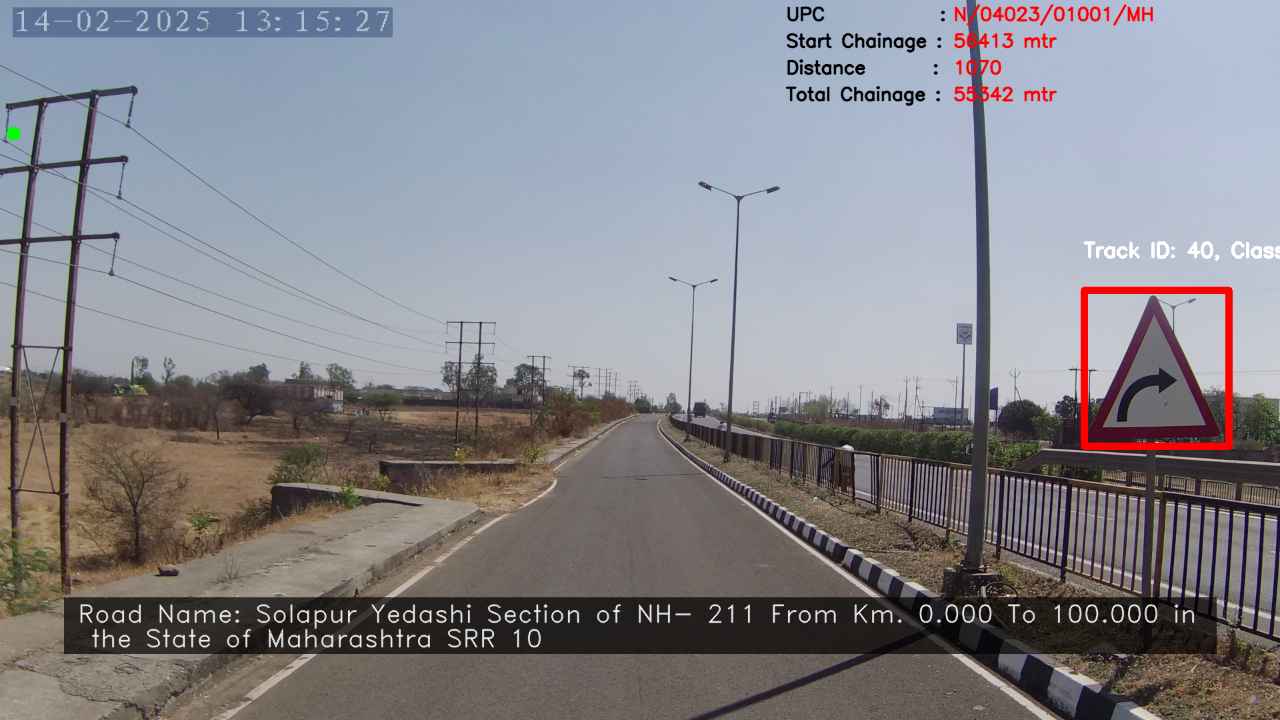 14-02-2025 13:15:27
UPC : N/04023/01001/MH
Start Chainage : 56413 mtr
Distance : 1070
Total Chainage : 55342 mtr
Track ID: 40, Class
Road Name: Solapur Yedashi Section of NH- 211 From Km. 0.000 To 100.000 in
the State of Maharashtra SRR 10